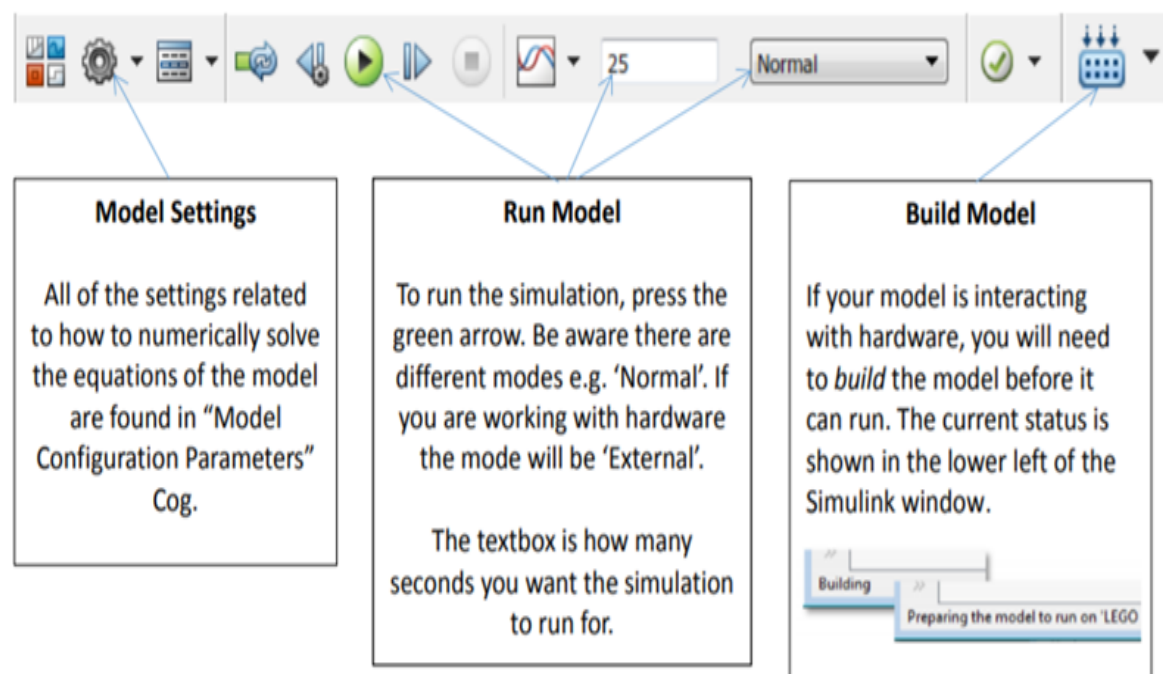 25
Normal
Model Settings
All of the settings related
to how to numerically solve
the equations of the model
are found in “Model
Configuration Parameters”
Cog.
Run Model
To run the simulation, press the
green arrow. Be aware there are
different modes e.g. ‘Normal’. If
you are working with hardware
the mode will be ‘External’.
The textbox is how many
seconds you want the simulation
to run for.
Build Model
If your model is interacting
with hardware, you will need
to build the model before it
can run. The current status is
shown in the lower left of the
Simulink window.
Building
Preparing the model to run on 'LEGO